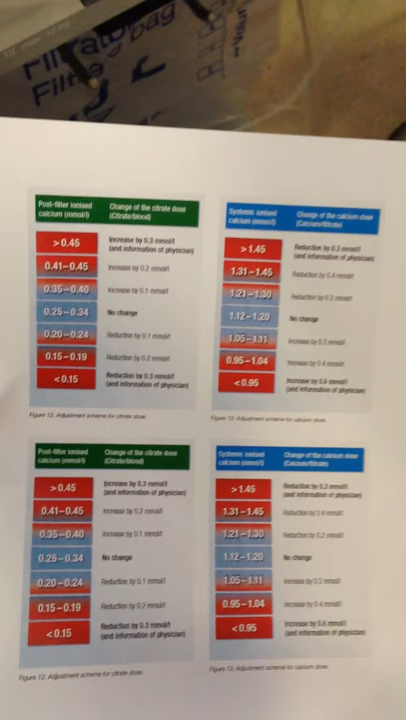 Filtratbag
Filtra
Post-filter ionised calcium (mmol/l)
Change of the citrate dose (Citrate/blood)
> 0.45
Increase by 0.3 mmol/l (and information of physician)
0.41–0.45
Increase by 0.2 mmol/l
0.35–0.40
Increase by 0.1 mmol/l
0.25–0.34
No change
0.20–0.24
Reduction by 0.1 mmol/l
0.15–0.19
Reduction by 0.2 mmol/l
< 0.15
Reduction by 0.3 mmol/l (and information of physician)
Figure 12: Adjustment scheme for citrate dose
Systemic ionised calcium (mmol/l)
Change of the calcium dose (Calcium/filtrate)
> 1.45
Reduction by 0.2 mmol/l (and information of physician)
1.31–1.45
Reduction by 0.4 mmol/l
1.21–1.30
Reduction by 0.2 mmol/l
1.12–1.20
No change
1.05–1.11
Increase by 0.2 mmol/l
0.95–1.04
Increase by 0.4 mmol/l
< 0.95
Increase by 0.6 mmol/l (and information of physician)
Figure 13: Adjustment scheme for calcium dose
Post-filter ionised calcium (mmol/l)
Change of the citrate dose (Citrate/blood)
> 0.45
Increase by 0.3 mmol/l (and information of physician)
0.41–0.45
Increase by 0.2 mmol/l
0.35–0.40
Increase by 0.1 mmol/l
0.25–0.34
No change
0.20–0.24
Reduction by 0.1 mmol/l
0.15–0.19
Reduction by 0.2 mmol/l
< 0.15
Reduction by 0.3 mmol/l (and information of physician)
Figure 12: Adjustment scheme for citrate dose
Systemic ionised calcium (mmol/l)
Change of the calcium dose (Calcium/filtrate)
> 1.45
Reduction by 0.2 mmol/l (and information of physician)
1.31–1.45
Reduction by 0.4 mmol/l
1.21–1.30
Reduction by 0.2 mmol/l
1.12–1.20
No change
1.05–1.11
Increase by 0.2 mmol/l
0.95–1.04
Increase by 0.4 mmol/l
< 0.95
Increase by 0.6 mmol/l (and information of physician)
Figure 13: Adjustment scheme for calcium dose